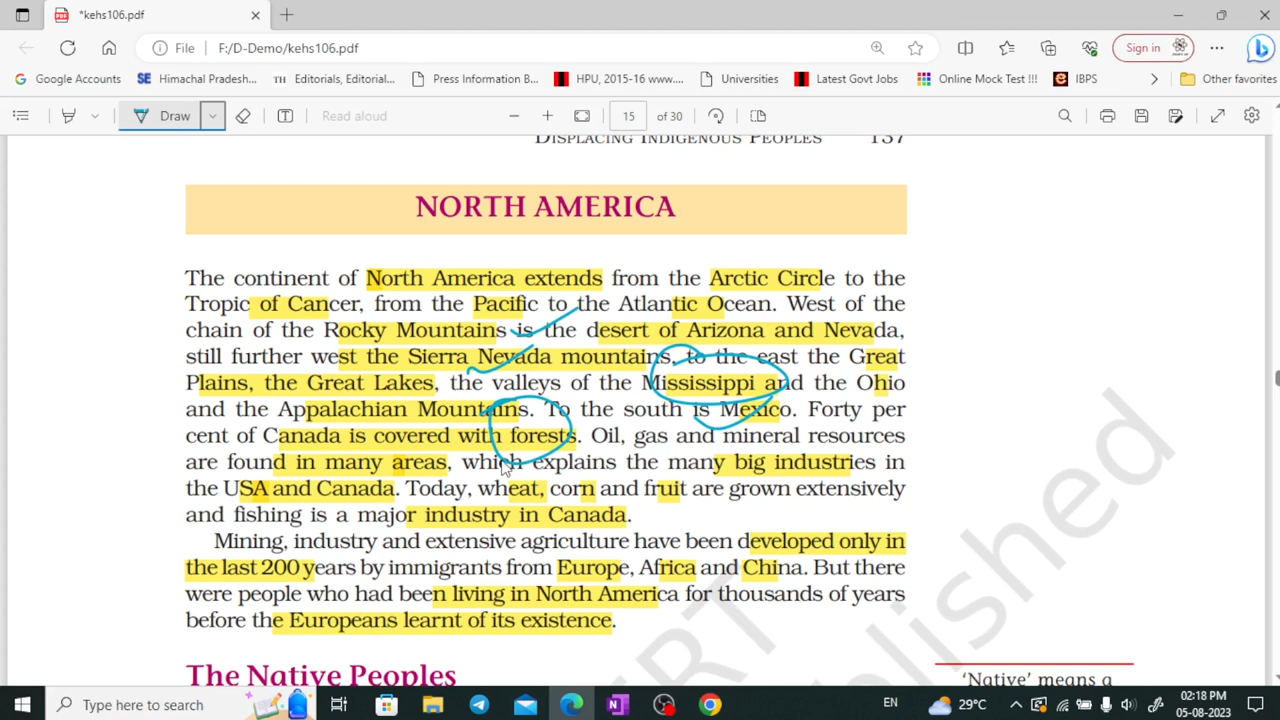 *kehs106.pdf
File F:/D-Demo/kehs106.pdf Sign in
Google Accounts SE Himachal Pradesh... TH Editorials, Editorial... Press Information B... HPU, 2015-16 www.... Universities Latest Govt Jobs Online Mock Test !!! IBPS Other favorites
Draw Read aloud 15 of 30
DISPLACING INDIGENOUS PEOPLES 137
NORTH AMERICA
The continent of North America extends from the Arctic Circle to the
Tropic of Cancer, from the Pacific to the Atlantic Ocean. West of the
chain of the Rocky Mountains is the desert of Arizona and Nevada,
still further west the Sierra Nevada mountains, to the east the Great
Plains, the Great Lakes, the valleys of the Mississippi and the Ohio
and the Appalachian Mountains. To the south is Mexico. Forty per
cent of Canada is covered with forests. Oil, gas and mineral resources
are found in many areas, which explains the many big industries in
the USA and Canada. Today, wheat, corn and fruit are grown extensively
and fishing is a major industry in Canada.
Mining, industry and extensive agriculture have been developed only in
the last 200 years by immigrants from Europe, Africa and China. But there
were people who had been living in North America for thousands of years
before the Europeans learnt of its existence.
The Native Peoples
'Native' means a
Type here to search EN 29°C 02:18 PM
05-08-2023